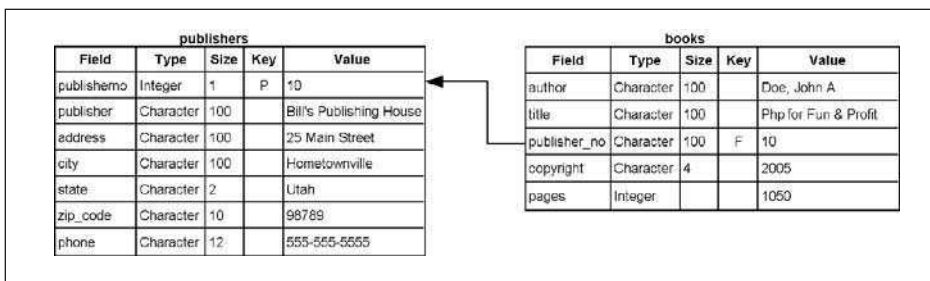 publishers
Field Type Size Key Value
publisherno Integer 1 P 10
publisher Character 100 Bill's Publishing House
address Character 100 25 Main Street
city Character 100 Hometownville
state Character 2 Utah
zip_code Character 10 98789
phone Character 12 555-555-5555
books
Field Type Size Key Value
author Character 100 Doe, John A
title Character 100 Php for Fun & Profit
publisher_no Character 100 F 10
copyright Character 4 2005
pages Integer 1050